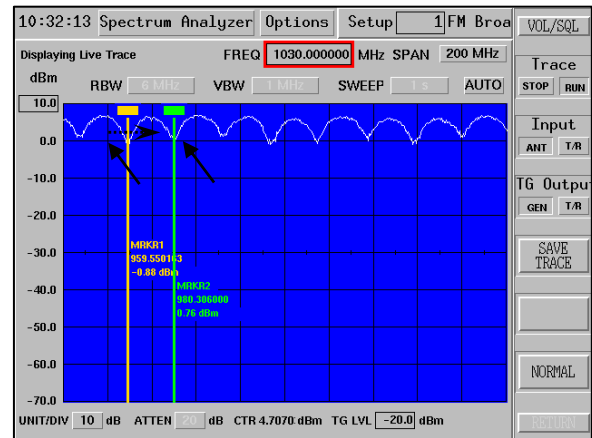 10:32:13 Spectrum Analyzer Options Setup 1 FM Broa
VOL/SQL
Displaying Live Trace FREQ 1030.000000 MHz SPAN 200 MHz
dBm RBW 6 MHz VBW 1 MHz SWEEP 1 s AUTO
Trace
STOP RUN
10.0
0.0
-10.0
-20.0
-30.0
-40.0
-50.0
-60.0
-70.0
MRKR1
959.550163
-0.88 dBm
MRKR2
980.306000
0.76 dBm
Input
ANT T/R
TG Outpu
GEN T/R
SAVE
TRACE
NORMAL
RETURN
UNIT/DIV 10 dB ATTEN 20 dB CTR 4.7070 dBm TG LVL -20.0 dBm